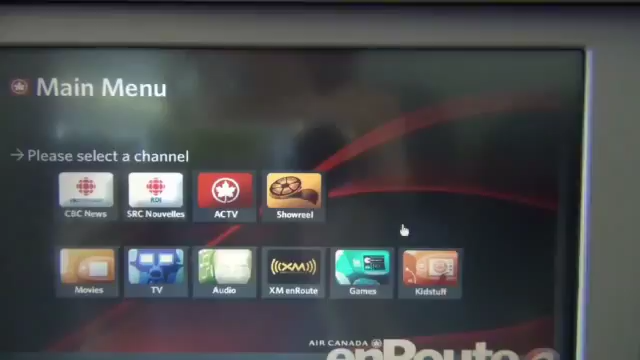 Main Menu
Please select a channel
CBC News
SRC Nouvelles
ACTV
Showreel
XM
Movies
TV
Audio
XM enRoute
Games
Kidstuff
AIR CANADA
enRoute